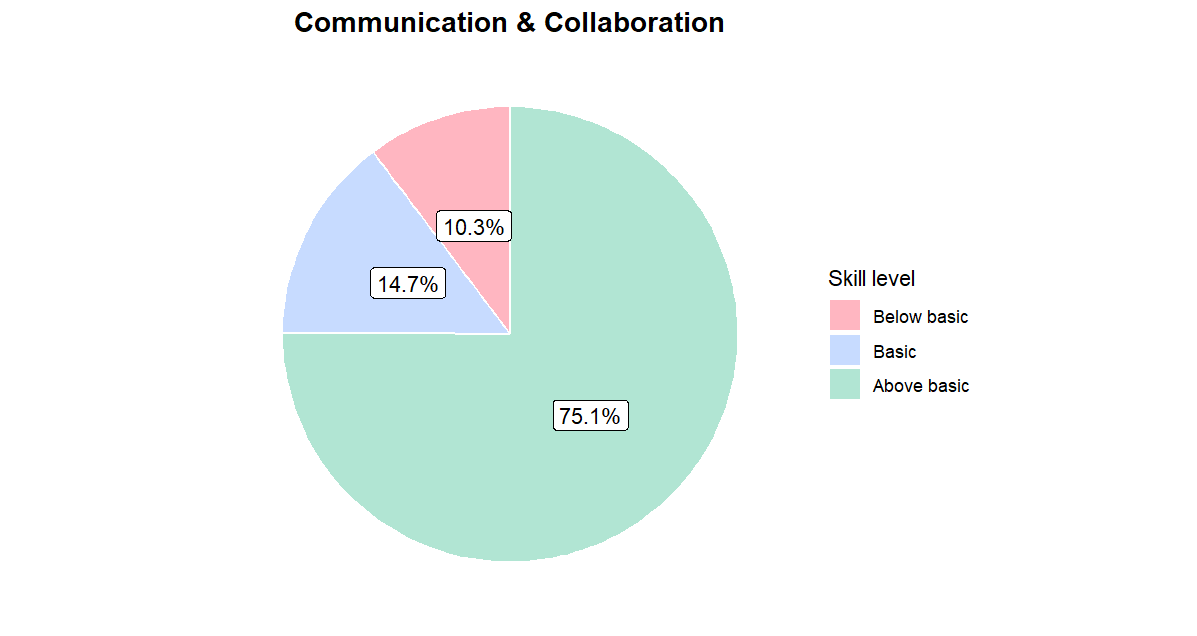 Communication & Collaboration
10.3%
14.7%
75.1%
Skill level
Below basic
Basic
Above basic